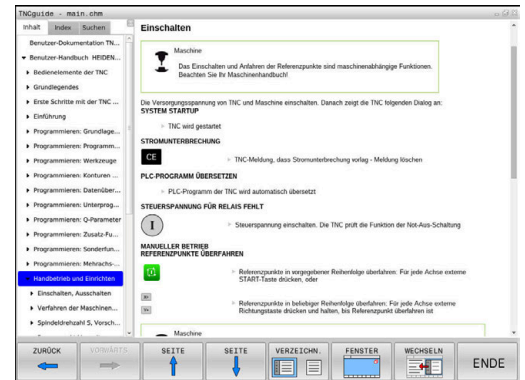 TNCguide - main.chm
Inhalt Index Suchen
Benutzer-Dokumentation TN...
Benutzer-Handbuch HEIDEN...
Bedienelemente der TNC
Grundlegendes
Erste Schritte mit der TNC ...
Einführung
Programmieren: Grundlage...
Programmieren: Programm...
Programmieren: Werkzeuge
Programmieren: Konturen ...
Programmieren: Datenüber...
Programmieren: Unterprog...
Programmieren: Q-Parameter
Programmieren: Zusatz-Fu...
Programmieren: Sonderfun...
Programmieren: Mehrachs-...
Handbetrieb und Einrichten
Einschalten, Ausschalten
Verfahren der Maschinen...
Spindeldrehzahl S, Vorsch...
Einschalten
Maschine
Das Einschalten und Anfahren der Referenzpunkte sind maschinenabhängige Funktionen.
Beachten Sie Ihr Maschinenhandbuch!
Die Versorgungsspannung von TNC und Maschine einschalten. Danach zeigt die TNC folgenden Dialog an:
SYSTEM STARTUP
TNC wird gestartet
STROMUNTERBRECHUNG
CE
TNC-Meldung, dass Stromunterbrechung vorlag - Meldung löschen
PLC-PROGRAMM ÜBERSETZEN
PLC-Programm der TNC wird automatisch übersetzt
STEUERSPANNUNG FÜR RELAIS FEHLT
I
Steuerspannung einschalten. Die TNC prüft die Funktion der Not-Aus-Schaltung
MANUELLER BETRIEB
REFERENZPUNKTE ÜBERFAHREN
Referenzpunkte in vorgegebener Reihenfolge überfahren: Für jede Achse externe
START-Taste drücken, oder
Referenzpunkte in beliebiger Reihenfolge überfahren: Für jede Achse externe
Richtungstaste drücken und halten, bis Referenzpunkt überfahren ist
Maschine
ZURÜCK VORWÄRTS SEITE SEITE VERZEICHN. FENSTER WECHSELN ENDE